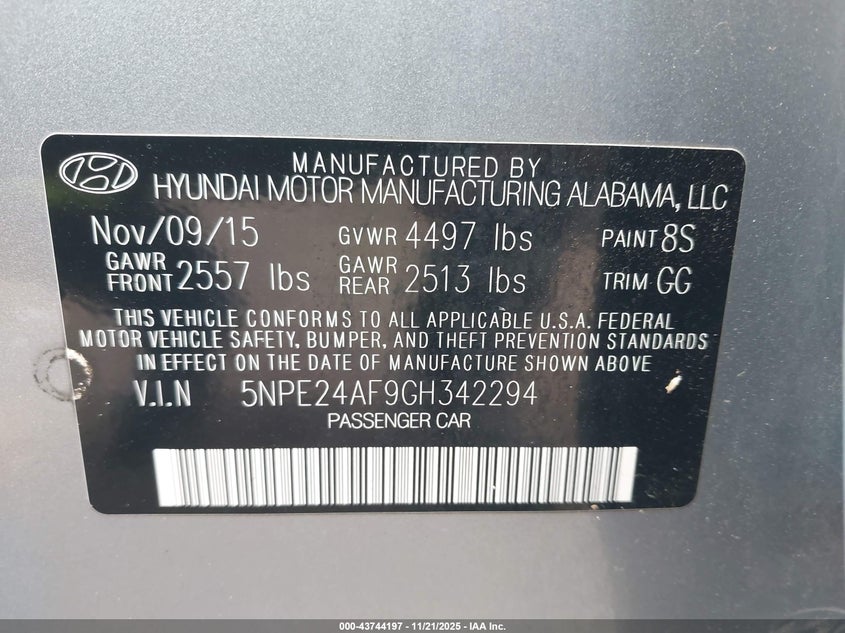 MANUFACTURED BY
HYUNDAI MOTOR MANUFACTURING ALABAMA, LLC
Nov/09/15 GVWR 4497 lbs PAINT 8S
GAWR FRONT 2557 lbs GAWR REAR 2513 lbs TRIM GG
THIS VEHICLE CONFORMS TO ALL APPLICABLE U.S.A. FEDERAL
MOTOR VEHICLE SAFETY, BUMPER, AND THEFT PREVENTION STANDARDS
IN EFFECT ON THE DATE OF MANUFACTURE SHOWN ABOVE
V.I.N 5NPE24AF9GH342294
PASSENGER CAR
000-43744197 - 11/21/2025 - IAA Inc.